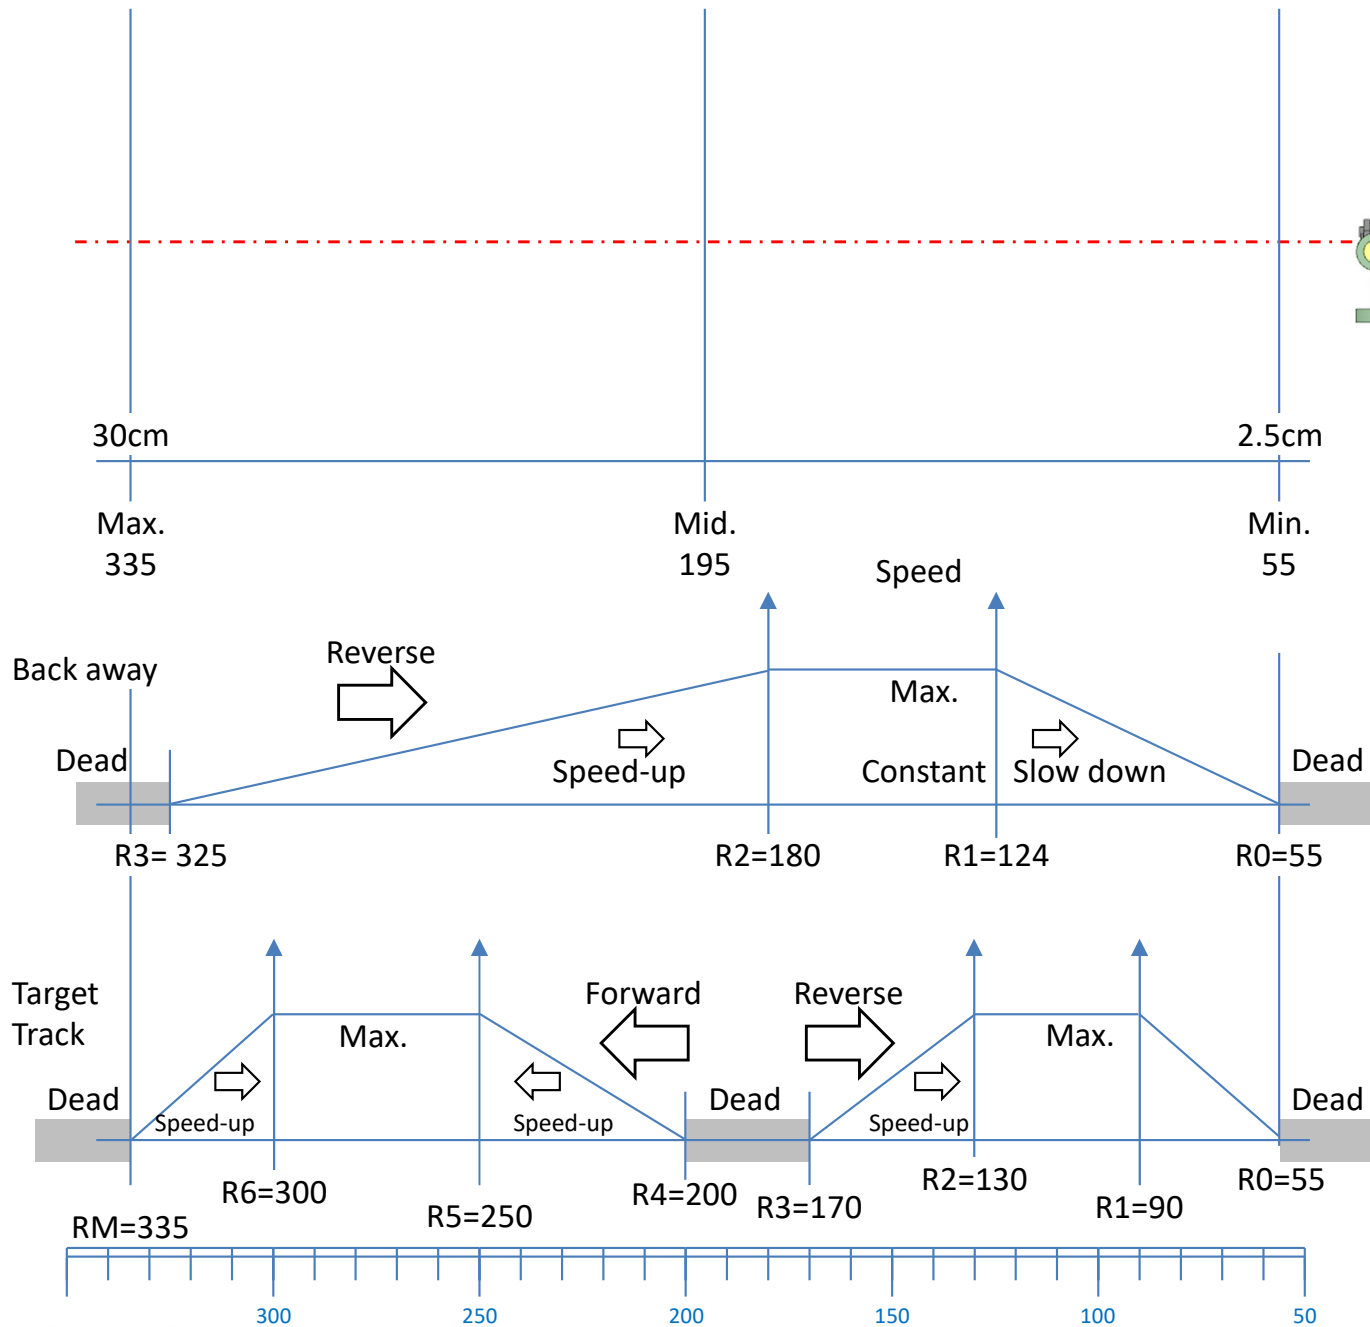 30cm
2.5cm
Max.
335
Mid.
195
Min.
55
Speed
Back away
Reverse
Max.
Dead
Speed-up
Constant
Slow down
Dead
R3= 325
R2=180
R1=124
R0=55
Target
Track
Forward
Reverse
Max.
Max.
Dead
Speed-up
Speed-up
Dead
Speed-up
Dead
RM=335
R6=300
R5=250
R4=200
R3=170
R2=130
R1=90
R0=55
300
250
200
150
100
50